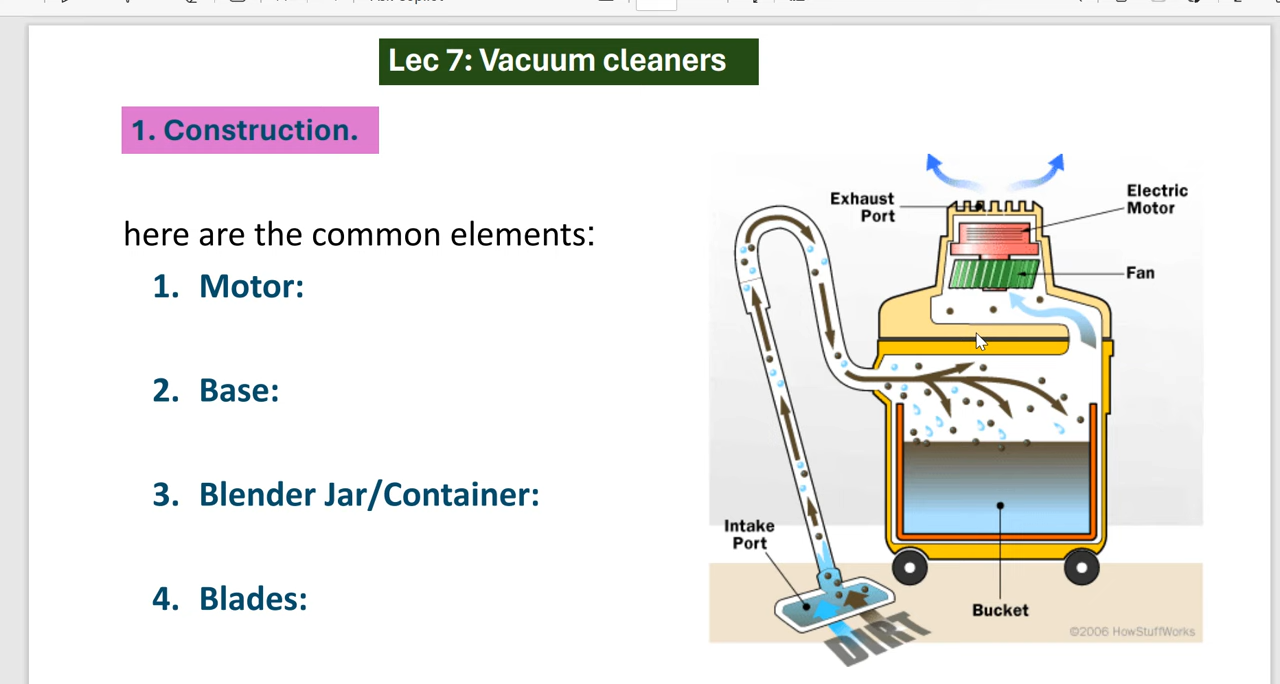 Lec 7: Vacuum cleaners
1. Construction.
here are the common elements:
1. Motor:
2. Base:
3. Blender Jar/Container:
4. Blades:
Exhaust
Port
Electric
Motor
Fan
Intake
Port
Bucket
DIRT
©2006 HowStuffWorks